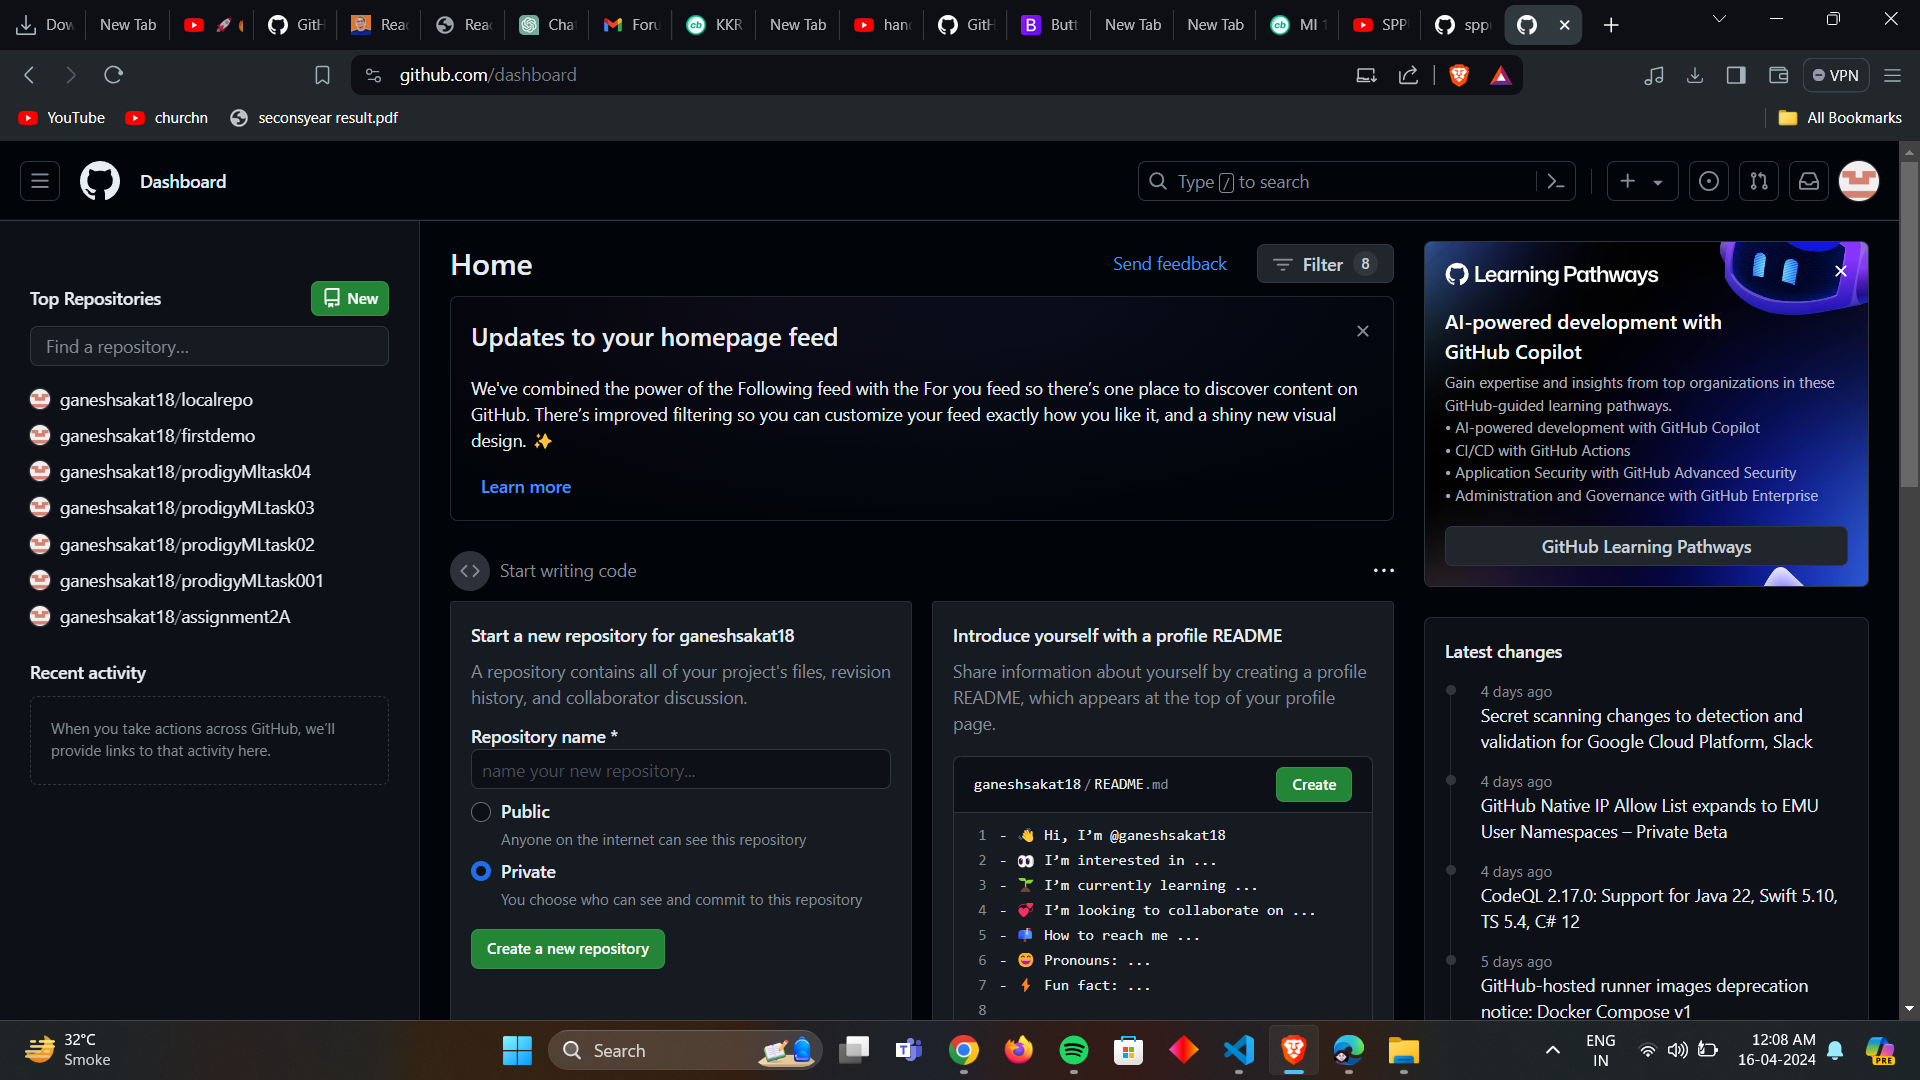 Dow
New Tab
GitH
Reac
Reac
Chat
Foru
KKR
New Tab
hand
GitH
Butt
New Tab
New Tab
MI 1
SPP
spp
github.com/dashboard
VPN
YouTube
churchn
seconsyear result.pdf
All Bookmarks
Dashboard
Type / to search
Top Repositories
New
Find a repository...
ganeshsakat18/localrepo
ganeshsakat18/firstdemo
ganeshsakat18/prodigyMltask04
ganeshsakat18/prodigyMLtask03
ganeshsakat18/prodigyMLtask02
ganeshsakat18/prodigyMLtask001
ganeshsakat18/assignment2A
Recent activity
When you take actions across GitHub, we'll
provide links to that activity here.
Home
Send feedback
Filter 8
Updates to your homepage feed
We've combined the power of the Following feed with the For you feed so there's one place to discover content on
GitHub. There's improved filtering so you can customize your feed exactly how you like it, and a shiny new visual
design. ✨
Learn more
Start writing code
Start a new repository for ganeshsakat18
A repository contains all of your project's files, revision
history, and collaborator discussion.
Repository name *
name your new repository...
Public
Anyone on the internet can see this repository
Private
You choose who can see and commit to this repository
Create a new repository
Introduce yourself with a profile README
Share information about yourself by creating a profile
README, which appears at the top of your profile
page.
ganeshsakat18/README.md
Create
1 - 👋 Hi, I'm @ganeshsakat18
2 - 👀 I'm interested in ...
3 - 🌱 I'm currently learning ...
4 - 💞️ I'm looking to collaborate on ...
5 - 📫 How to reach me ...
6 - 😄 Pronouns: ...
7 - ⚡ Fun fact: ...
8
Learning Pathways
AI-powered development with
GitHub Copilot
Gain expertise and insights from top organizations in these
GitHub-guided learning pathways.
• AI-powered development with GitHub Copilot
• CI/CD with GitHub Actions
• Application Security with GitHub Advanced Security
• Administration and Governance with GitHub Enterprise
GitHub Learning Pathways
Latest changes
4 days ago
Secret scanning changes to detection and
validation for Google Cloud Platform, Slack
4 days ago
GitHub Native IP Allow List expands to EMU
User Namespaces – Private Beta
4 days ago
CodeQL 2.17.0: Support for Java 22, Swift 5.10,
TS 5.4, C# 12
5 days ago
GitHub-hosted runner images deprecation
notice: Docker Compose v1
32°C
Smoke
Search
ENG
IN
12:08 AM
16-04-2024
PRE